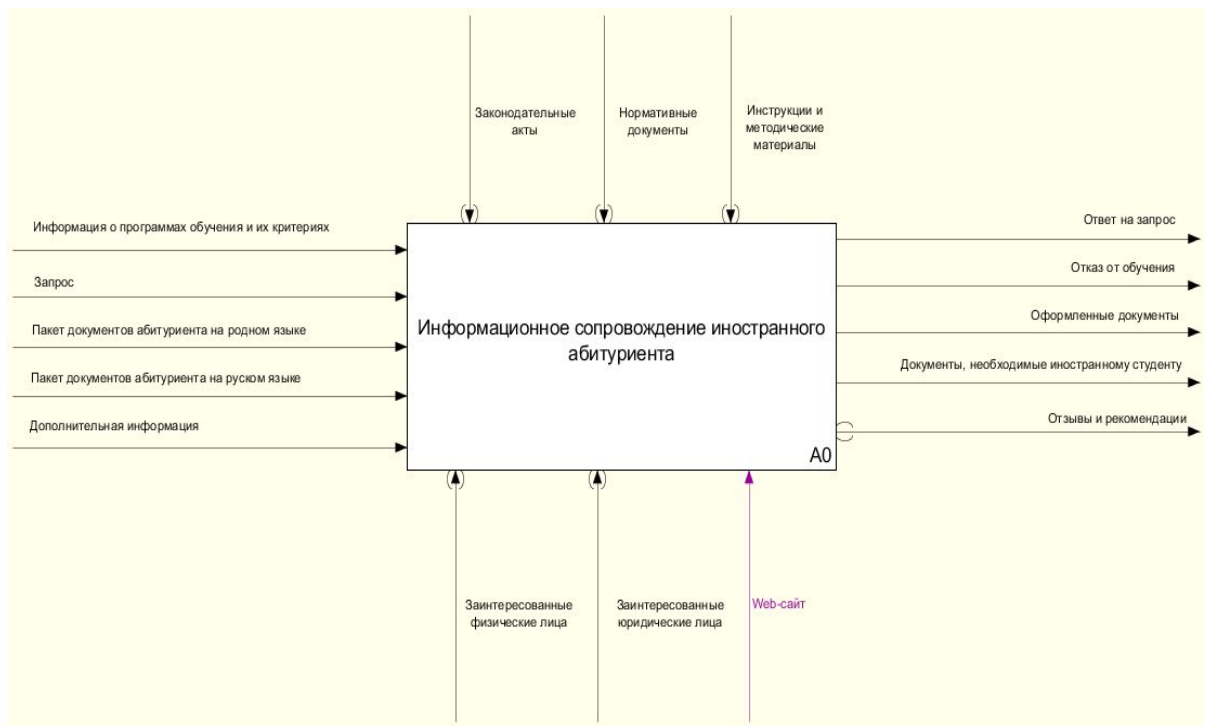 Законодательные
акты
Нормативные
документы
Инструкции и
методические
материалы
Информация о программах обучения и их критериях
Запрос
Пакет документов абитуриента на родном языке
Пакет документов абитуриента на руском языке
Дополнительная информация
Информационное сопровождение иностранного
абитуриента
A0
Ответ на запрос
Отказ от обучения
Оформленные документы
Документы, необходимые иностранному студенту
Отзывы и рекомендации
Заинтересованные
физические лица
Заинтересованные
юридические лица
Web-сайт